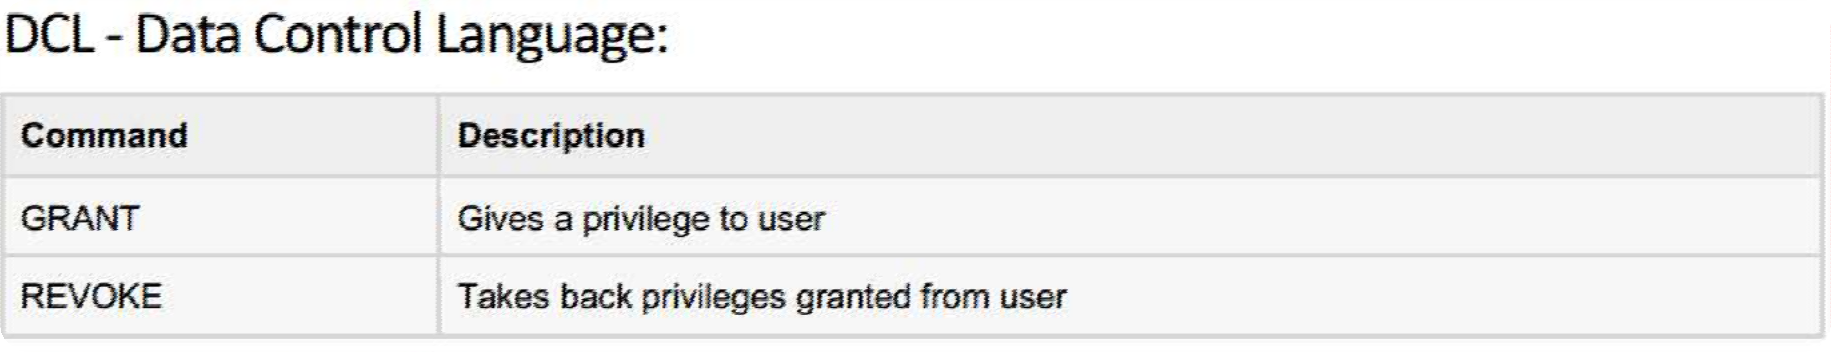 DCL - Data Control Language:
Command Description
GRANT Gives a privilege to user
REVOKE Takes back privileges granted from user